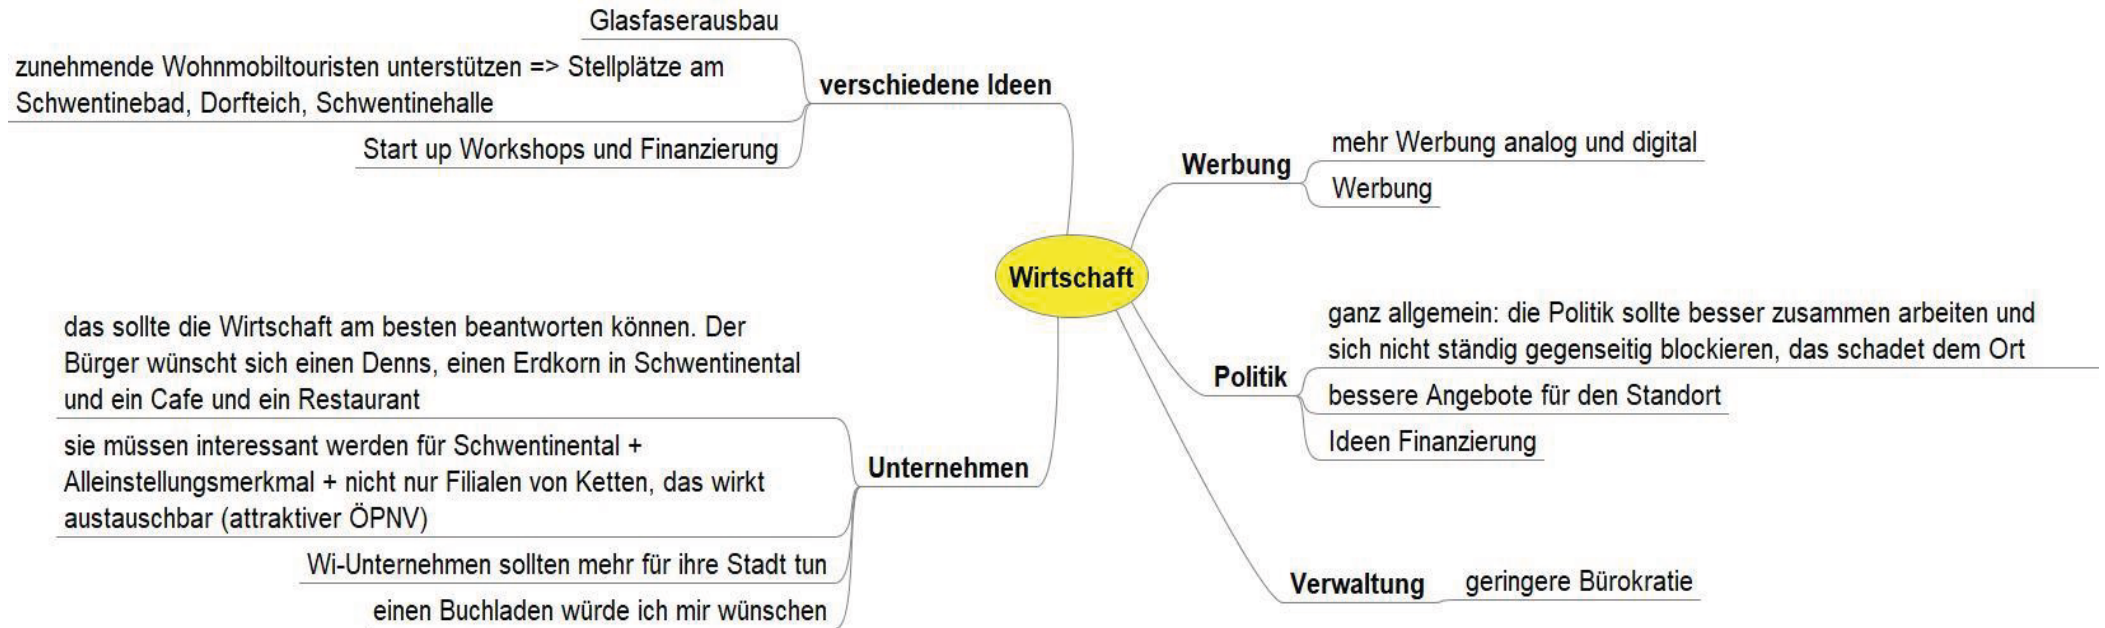 Glasfaserausbau
zunehmende Wohnmobiltouristen unterstützen => Stellplätze am
Schwentinebad, Dorfteich, Schwentinehalle
Start up Workshops und Finanzierung
verschiedene Ideen
das sollte die Wirtschaft am besten beantworten können. Der
Bürger wünscht sich einen Denns, einen Erdkorn in Schwentinental
und ein Cafe und ein Restaurant
sie müssen interessant werden für Schwentinental +
Alleinstellungsmerkmal + nicht nur Filialen von Ketten, das wirkt
austauschbar (attraktiver ÖPNV)
Wi-Unternehmen sollten mehr für ihre Stadt tun
einen Buchladen würde ich mir wünschen
Unternehmen
Wirtschaft
Werbung
mehr Werbung analog und digital
Werbung
Politik
ganz allgemein: die Politik sollte besser zusammen arbeiten und
sich nicht ständig gegenseitig blockieren, das schadet dem Ort
bessere Angebote für den Standort
Ideen Finanzierung
Verwaltung
geringere Bürokratie